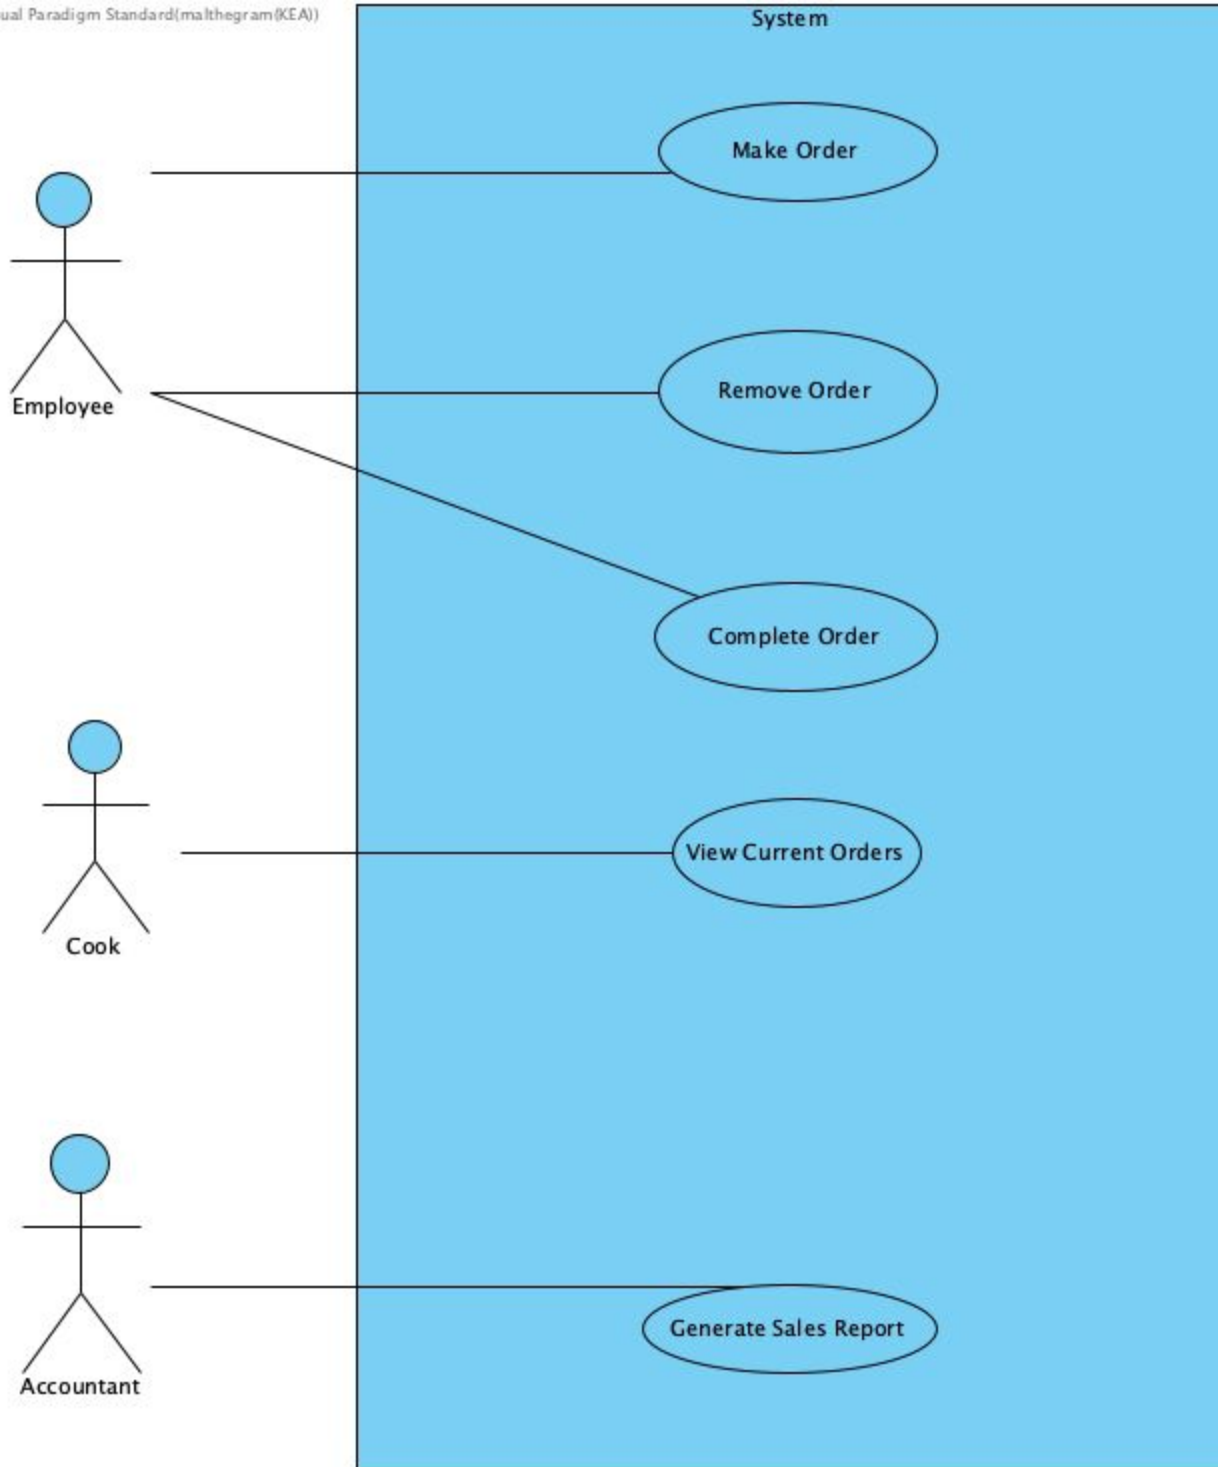 ual Paradigm Standard(malthegram(KEA))
System
Make Order
Employee
Remove Order
Complete Order
View Current Orders
Cook
Generate Sales Report
Accountant